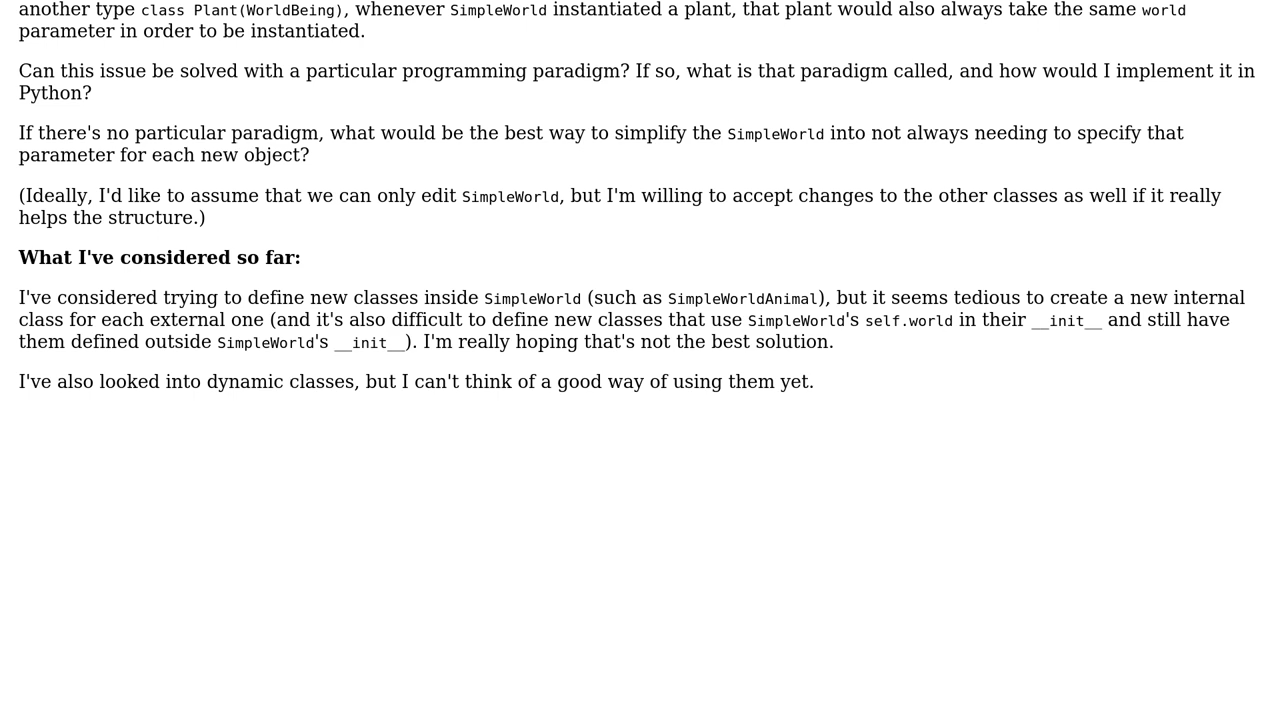 another type class Plant(WorldBeing), whenever SimpleWorld instantiated a plant, that plant would also always take the same world
parameter in order to be instantiated.
Can this issue be solved with a particular programming paradigm? If so, what is that paradigm called, and how would I implement it in
Python?
If there's no particular paradigm, what would be the best way to simplify the SimpleWorld into not always needing to specify that
parameter for each new object?
(Ideally, I'd like to assume that we can only edit SimpleWorld, but I'm willing to accept changes to the other classes as well if it really
helps the structure.)
What I've considered so far:
I've considered trying to define new classes inside SimpleWorld (such as SimpleWorldAnimal), but it seems tedious to create a new internal
class for each external one (and it's also difficult to define new classes that use SimpleWorld's self.world in their __init__ and still have
them defined outside SimpleWorld's __init__). I'm really hoping that's not the best solution.
I've also looked into dynamic classes, but I can't think of a good way of using them yet.